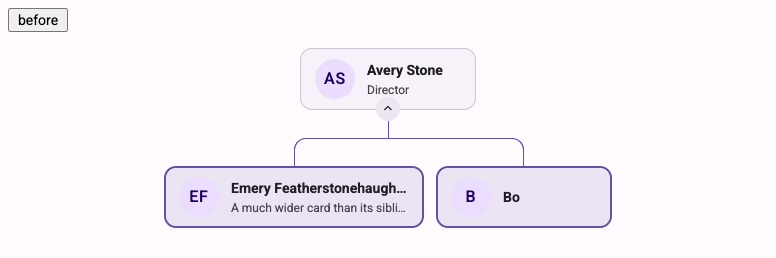 before
AS
Avery Stone
Director
EF
Emery Featherstonehaugh...
A much wider card than its sibli...
B
Bo